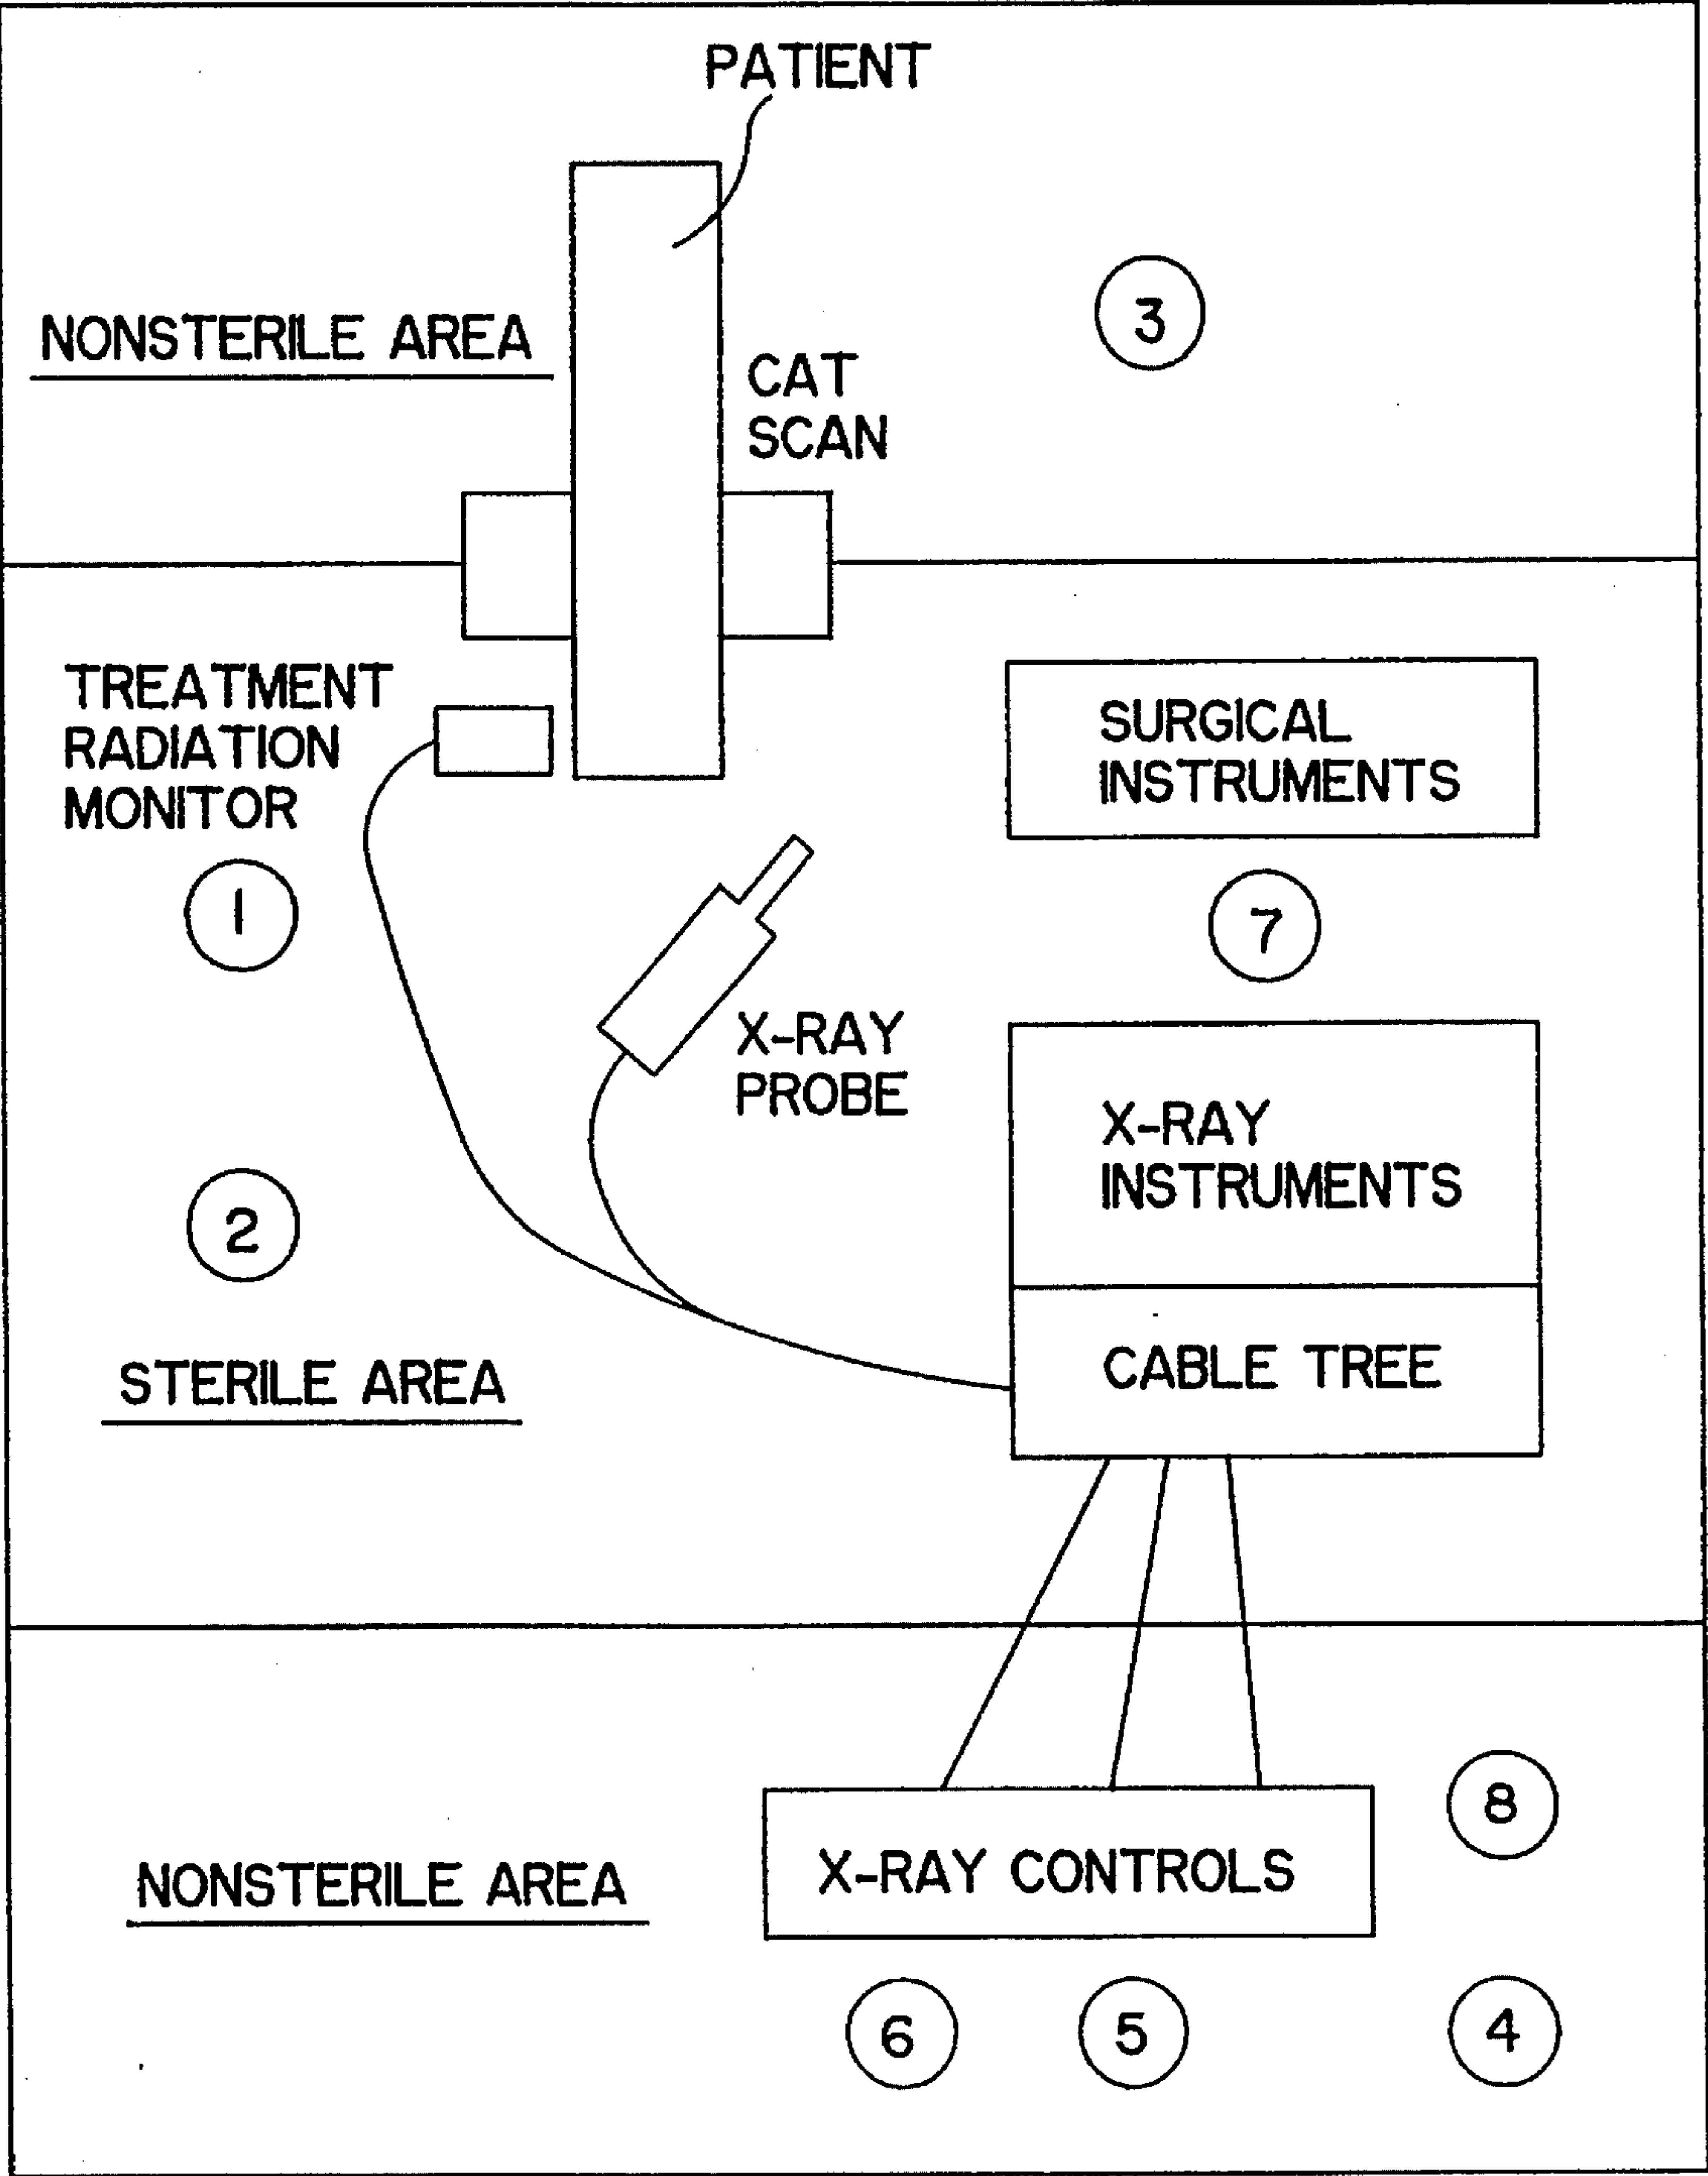 PATIENT
3
NONSTERILE AREA
CAT
SCAN
TREATMENT
RADIATION
MONITOR
SURGICAL
INSTRUMENTS
1
7
X-RAY
PROBE
X-RAY
INSTRUMENTS
2
CABLE TREE
STERILE AREA
8
X-RAY CONTROLS
NONSTERILE AREA
6
5
4